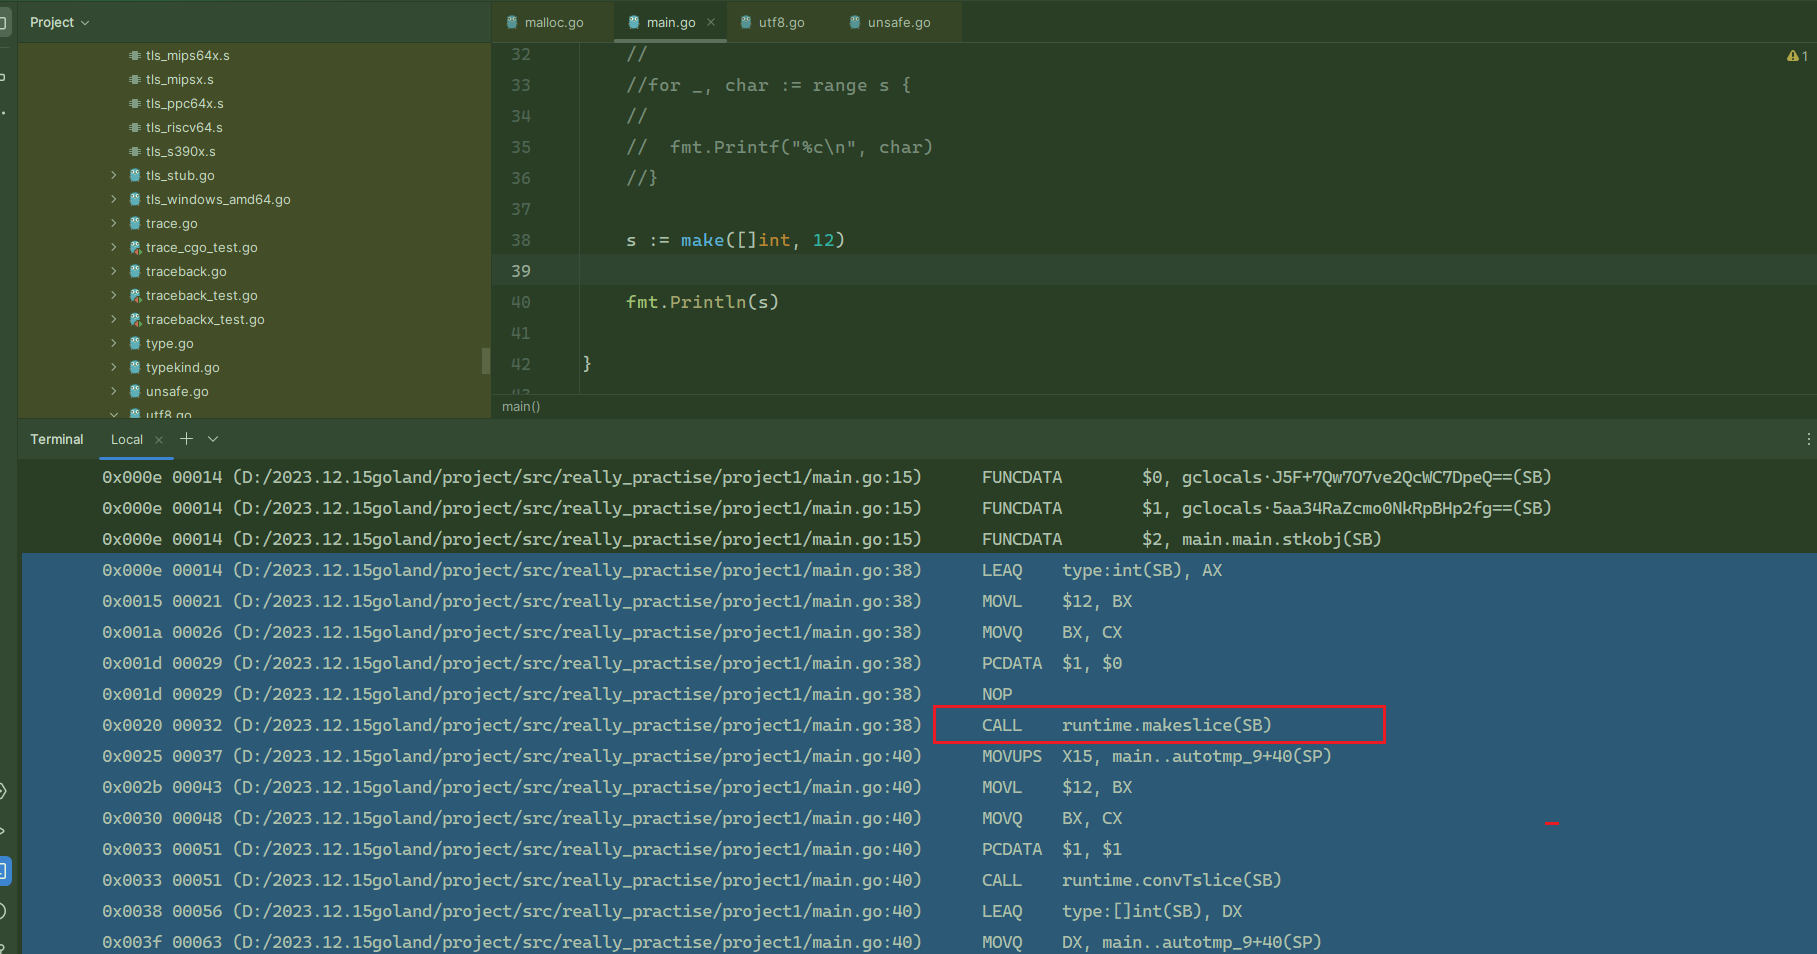 Project
tls_mips64x.s
tls_mipsx.s
tls_ppc64x.s
tls_riscv64.s
tls_s390x.s
tls_stub.go
tls_windows_amd64.go
trace.go
trace_cgo_test.go
traceback.go
traceback_test.go
tracebackx_test.go
type.go
typekind.go
unsafe.go
utf8.go
malloc.go main.go × utf8.go unsafe.go
1
32 //
33 //for _, char := range s {
34 //
35 //  fmt.Printf("%c\n", char)
36 //}
37
38 s := make([]int, 12)
39
40 fmt.Println(s)
41
42 }
43
main()
Terminal Local × +
0x000e 00014 (D:/2023.12.15goland/project/src/really_practise/project1/main.go:15) FUNCDATA $0, gclocals·J5F+7Qw7O7ve2QcWC7DpeQ==(SB)
0x000e 00014 (D:/2023.12.15goland/project/src/really_practise/project1/main.go:15) FUNCDATA $1, gclocals·5aa34RaZcmo0NkRpBHp2fg==(SB)
0x000e 00014 (D:/2023.12.15goland/project/src/really_practise/project1/main.go:15) FUNCDATA $2, main.main.stkobj(SB)
0x000e 00014 (D:/2023.12.15goland/project/src/really_practise/project1/main.go:38) LEAQ type:int(SB), AX
0x0015 00021 (D:/2023.12.15goland/project/src/really_practise/project1/main.go:38) MOVL $12, BX
0x001a 00026 (D:/2023.12.15goland/project/src/really_practise/project1/main.go:38) MOVQ BX, CX
0x001d 00029 (D:/2023.12.15goland/project/src/really_practise/project1/main.go:38) PCDATA $1, $0
0x001d 00029 (D:/2023.12.15goland/project/src/really_practise/project1/main.go:38) NOP
0x0020 00032 (D:/2023.12.15goland/project/src/really_practise/project1/main.go:38) CALL runtime.makeslice(SB)
0x0025 00037 (D:/2023.12.15goland/project/src/really_practise/project1/main.go:40) MOVUPS X15, main..autotmp_9+40(SP)
0x002b 00043 (D:/2023.12.15goland/project/src/really_practise/project1/main.go:40) MOVL $12, BX
0x0030 00048 (D:/2023.12.15goland/project/src/really_practise/project1/main.go:40) MOVQ BX, CX
0x0033 00051 (D:/2023.12.15goland/project/src/really_practise/project1/main.go:40) PCDATA $1, $1
0x0033 00051 (D:/2023.12.15goland/project/src/really_practise/project1/main.go:40) CALL runtime.convTslice(SB)
0x0038 00056 (D:/2023.12.15goland/project/src/really_practise/project1/main.go:40) LEAQ type:[]int(SB), DX
0x003f 00063 (D:/2023.12.15goland/project/src/really_practise/project1/main.go:40) MOVQ DX, main..autotmp_9+40(SP)